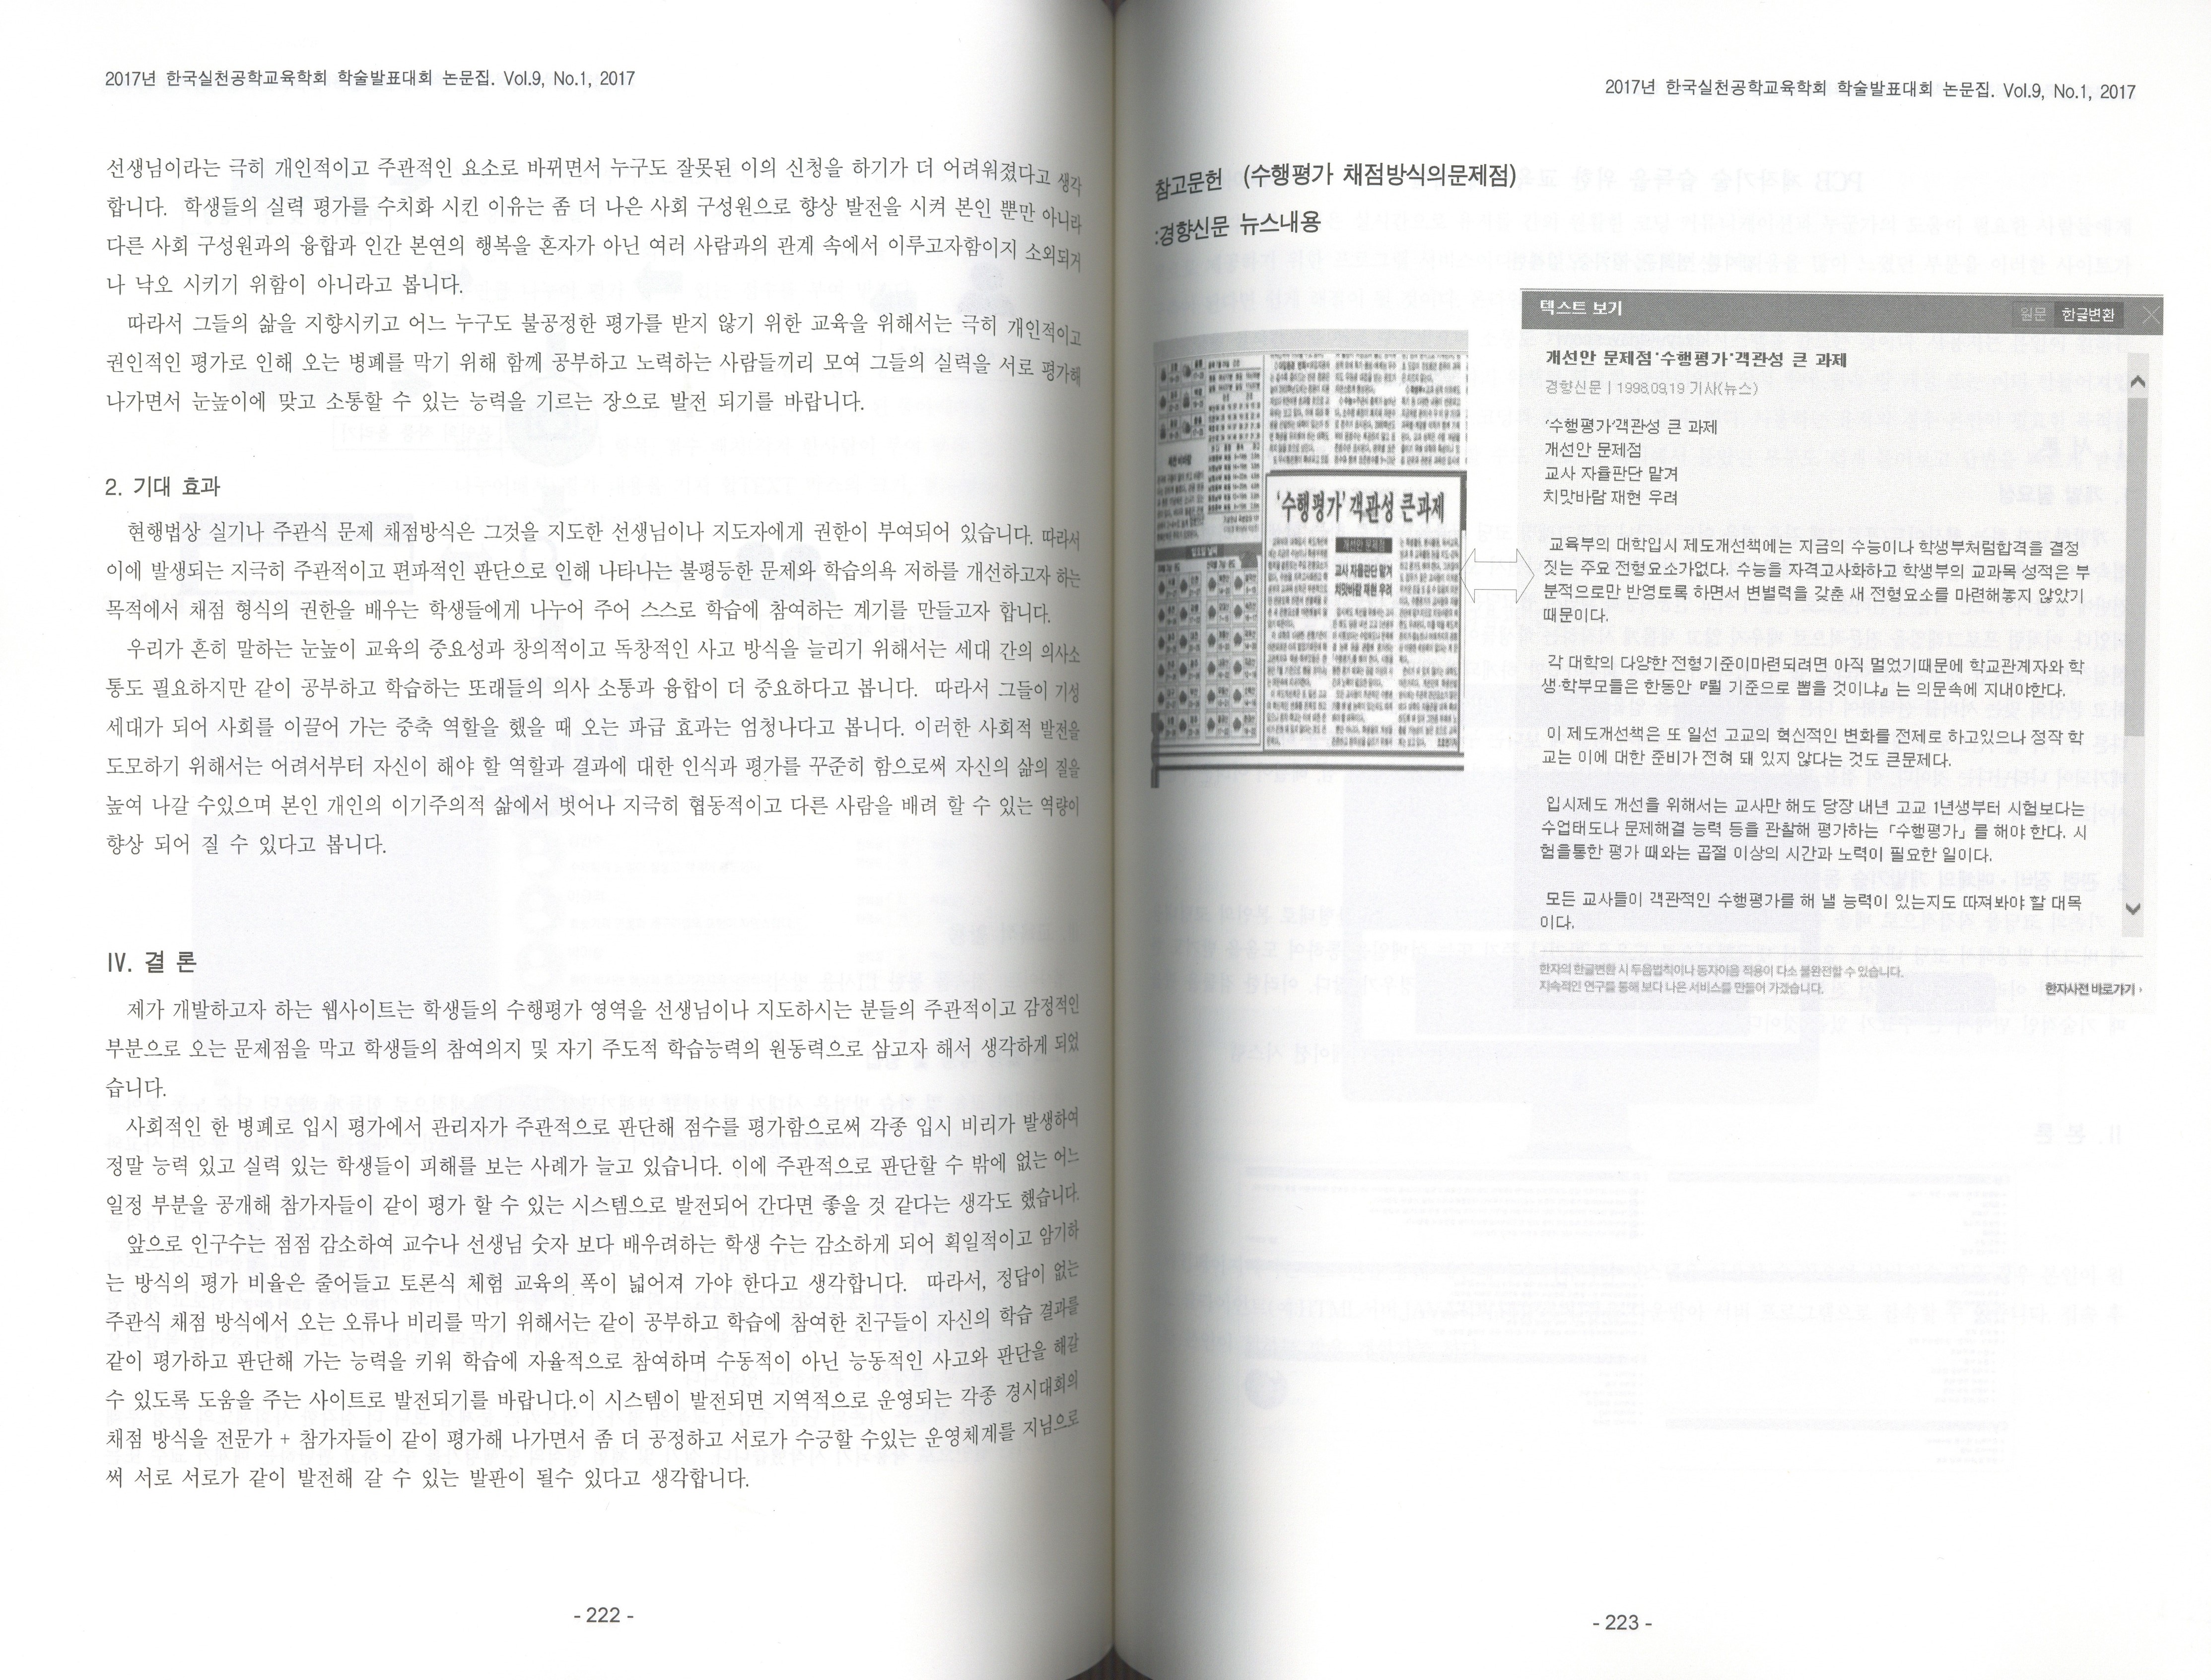 2017년 한국실천공학교육학회 학술발표대회 논문집. Vol.9, No.1, 2017
선생님이라는 극히 개인적이고 주관적인 요소로 바뀌면서 누구도 잘못된 이의 신청을 하기가 더 어려워졌다고 생각
합니다. 학생들의 실력 평가를 수치화 시킨 이유는 좀 더 나은 사회 구성원으로 향상 발전을 시켜 본인 뿐만 아니라
다른 사회 구성원과의 융합과 인간 본연의 행복을 혼자가 아닌 여러 사람과의 관계 속에서 이루고자함이지 소외되거
나 낙오 시키기 위함이 아니라고 봅니다.
따라서 그들의 삶을 지향시키고 어느 누구도 불공정한 평가를 받지 않기 위한 교육을 위해서는 극히 개인적이고
권인적인 평가로 인해 오는 병폐를 막기 위해 함께 공부하고 노력하는 사람들끼리 모여 그들의 실력을 서로 평가해
나가면서 눈높이에 맞고 소통할 수 있는 능력을 기르는 장으로 발전 되기를 바랍니다.
2. 기대 효과
현행법상 실기나 주관식 문제 채점방식은 그것을 지도한 선생님이나 지도자에게 권한이 부여되어 있습니다. 따라서
이에 발생되는 지극히 주관적이고 편파적인 판단으로 인해 나타나는 불평등한 문제와 학습의욕 저하를 개선하고자 하는
목적에서 채점 형식의 권한을 배우는 학생들에게 나누어 주어 스스로 학습에 참여하는 계기를 만들고자 합니다.
우리가 흔히 말하는 눈높이 교육의 중요성과 창의적이고 독창적인 사고 방식을 늘리기 위해서는 세대 간의 의사소
통도 필요하지만 같이 공부하고 학습하는 또래들의 의사 소통과 융합이 더 중요하다고 봅니다. 따라서 그들이 기성
세대가 되어 사회를 이끌어 가는 중축 역할을 했을 때 오는 파급 효과는 엄청나다고 봅니다. 이러한 사회적 발전을
도모하기 위해서는 어려서부터 자신이 해야 할 역할과 결과에 대한 인식과 평가를 꾸준히 함으로써 자신의 삶의 질을
높여 나갈 수있으며 본인 개인의 이기주의적 삶에서 벗어나 지극히 협동적이고 다른 사람을 배려 할 수 있는 역량이
향상 되어 질 수 있다고 봅니다.
IV. 결 론
제가 개발하고자 하는 웹사이트는 학생들의 수행평가 영역을 선생님이나 지도하시는 분들의 주관적이고 감정적인
부분으로 오는 문제점을 막고 학생들의 참여의지 및 자기 주도적 학습능력의 원동력으로 삼고자 해서 생각하게 되었
습니다.
사회적인 한 병폐로 입시 평가에서 관리자가 주관적으로 판단해 점수를 평가함으로써 각종 입시 비리가 발생하여
정말 능력 있고 실력 있는 학생들이 피해를 보는 사례가 늘고 있습니다. 이에 주관적으로 판단할 수 밖에 없는 어느
일정 부분을 공개해 참가자들이 같이 평가 할 수 있는 시스템으로 발전되어 간다면 좋을 것 같다는 생각도 했습니다.
앞으로 인구수는 점점 감소하여 교수나 선생님 숫자 보다 배우려하는 학생 수는 감소하게 되어 획일적이고 암기하
는 방식의 평가 비율은 줄어들고 토론식 체험 교육의 폭이 넓어져 가야 한다고 생각합니다. 따라서, 정답이 없는
주관식 채점 방식에서 오는 오류나 비리를 막기 위해서는 같이 공부하고 학습에 참여한 친구들이 자신의 학습 결과를
같이 평가하고 판단해 가는 능력을 키워 학습에 자율적으로 참여하며 수동적이 아닌 능동적인 사고와 판단을 해갈
수 있도록 도움을 주는 사이트로 발전되기를 바랍니다.이 시스템이 발전되면 지역적으로 운영되는 각종 경시대회의
채점 방식을 전문가 + 참가자들이 같이 평가해 나가면서 좀 더 공정하고 서로가 수긍할 수있는 운영체계를 지님으로
써 서로 서로가 같이 발전해 갈 수 있는 발판이 될수 있다고 생각합니다.
- 222 -
2017년 한국실천공학교육학회 학술발표대회 논문집. Vol.9, No.1, 2017
참고문헌 (수행평가 채점방식의문제점)
:경향신문 뉴스내용
'수행평가' 객관성 큰과제
개선안 문제점
교사 자율판단 맡겨
치맛바람 재현 우려
텍스트 보기
원문 한글변환
개선안 문제점'수행평가'객관성 큰 과제
경향신문 | 1998.09.19 기사(뉴스)
'수행평가'객관성 큰 과제
개선안 문제점
교사 자율판단 맡겨
치맛바람 재현 우려
교육부의 대학입시 제도개선책에는 지금의 수능이나 학생부처럼합격을 결정
짓는 주요 전형요소가없다. 수능을 자격고사화하고 학생부의 교과목 성적은 부
분적으로만 반영토록 하면서 변별력을 갖춘 새 전형요소를 마련해놓지 않았기
때문이다.
각 대학의 다양한 전형기준이마련되려면 아직 멀었기때문에 학교관계자와 학
생·학부모들은 한동안 『뭘 기준으로 뽑을 것이냐』 는 의문속에 지내야한다.
이 제도개선책은 또 일선 고교의 혁신적인 변화를 전제로 하고있으나 정작 학
교는 이에 대한 준비가 전혀 돼 있지 않다는 것도 큰문제다.
입시제도 개선을 위해서는 교사만 해도 당장 내년 고교 1년생부터 시험보다는
수업태도나 문제해결 능력 등을 관찰해 평가하는 「수행평가」를 해야 한다. 시
험을통한 평가 때와는 곱절 이상의 시간과 노력이 필요한 일이다.
모든 교사들이 객관적인 수행평가를 해 낼 능력이 있는지도 따져봐야 할 대목
이다.
한자의 한글변환 시 두음법칙이나 동자이음 적용이 다소 불완전할 수 있습니다.
지속적인 연구를 통해 보다 나은 서비스를 만들어 가겠습니다.
한자사전 바로가기 ›
- 223 -